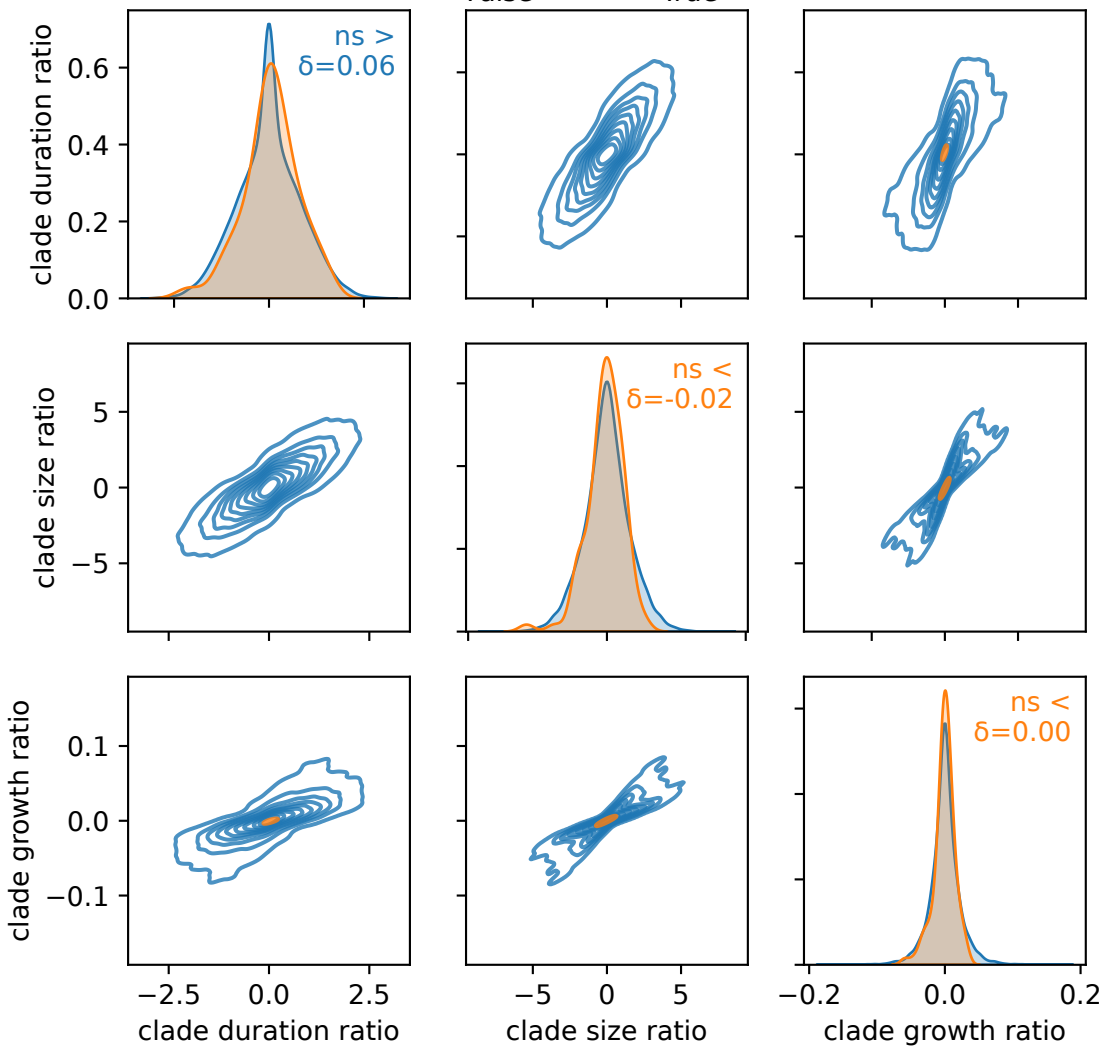 True
clade duration ratio
0.6
0.4
0.2
0.0
ns >
δ=0.06
clade size ratio
5
0
−5
ns <
δ=-0.02
clade growth ratio
0.1
0.0
−0.1
ns <
δ=0.00
−2.5 0.0 2.5
clade duration ratio
−5 0 5
clade size ratio
−0.2 0.0 0.2
clade growth ratio